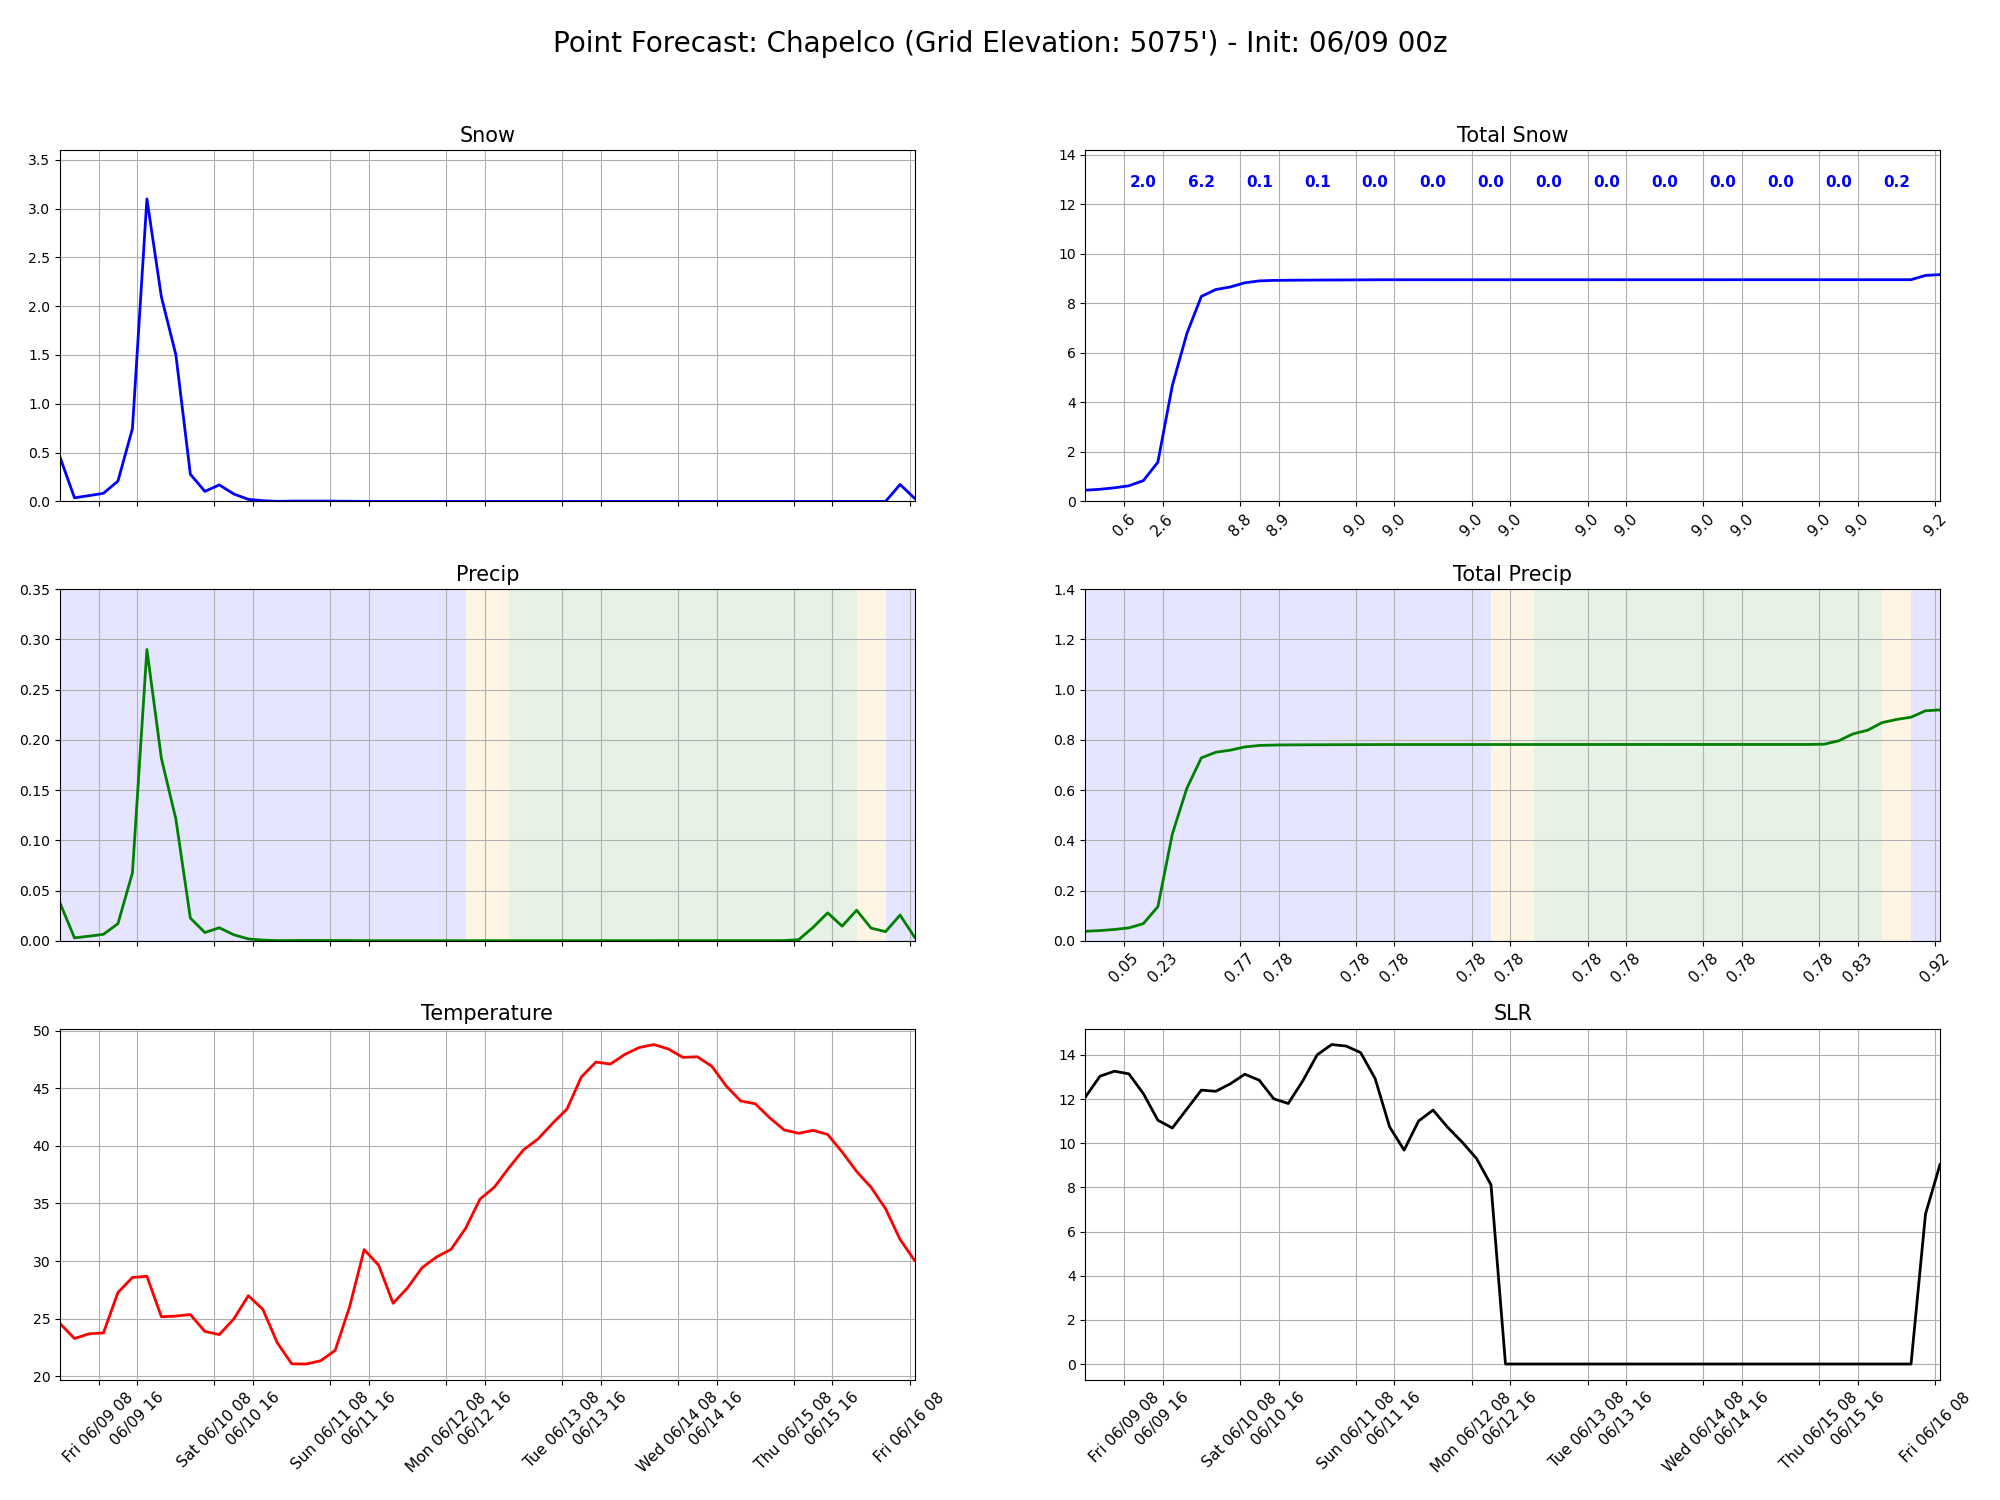 Point Forecast: Chapelco (Grid Elevation: 5075') - Init: 06/09 00z
Snow
3.5
3.0
2.5
2.0
1.5
1.0
0.5
0.0
Total Snow
14
12
10
8
6
4
2
0
2.0 6.2 0.1 0.1 0.0 0.0 0.0 0.0 0.0 0.0 0.0 0.0 0.0 0.2
0.6 2.6 8.8 8.9 9.0 9.0 9.0 9.0 9.0 9.0 9.0 9.0 9.0 9.0 9.2
Precip
0.35
0.30
0.25
0.20
0.15
0.10
0.05
0.00
Total Precip
1.4
1.2
1.0
0.8
0.6
0.4
0.2
0.0
0.05 0.23 0.77 0.78 0.78 0.78 0.78 0.78 0.78 0.78 0.78 0.78 0.78 0.83 0.92
Temperature
50
45
40
35
30
25
20
Fri 06/09 08
06/09 16
Sat 06/10 08
06/10 16
Sun 06/11 08
06/11 16
Mon 06/12 08
06/12 16
Tue 06/13 08
06/13 16
Wed 06/14 08
06/14 16
Thu 06/15 08
06/15 16
Fri 06/16 08
SLR
14
12
10
8
6
4
2
0
Fri 06/09 08
06/09 16
Sat 06/10 08
06/10 16
Sun 06/11 08
06/11 16
Mon 06/12 08
06/12 16
Tue 06/13 08
06/13 16
Wed 06/14 08
06/14 16
Thu 06/15 08
06/15 16
Fri 06/16 08